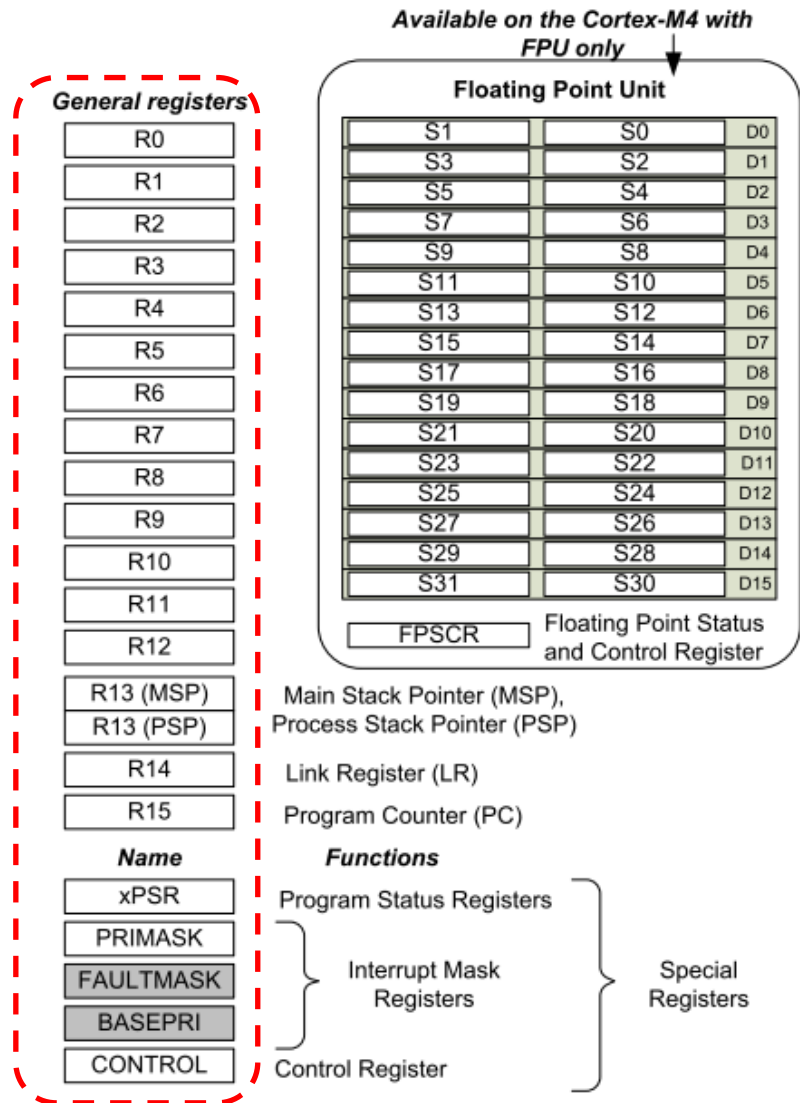 Available on the Cortex-M4 with
FPU only
General registers
R0
R1
R2
R3
R4
R5
R6
R7
R8
R9
R10
R11
R12
R13 (MSP)
R13 (PSP)
Main Stack Pointer (MSP),
Process Stack Pointer (PSP)
R14
Link Register (LR)
R15
Program Counter (PC)
Floating Point Unit
S1 S0 D0
S3 S2 D1
S5 S4 D2
S7 S6 D3
S9 S8 D4
S11 S10 D5
S13 S12 D6
S15 S14 D7
S17 S16 D8
S19 S18 D9
S21 S20 D10
S23 S22 D11
S25 S24 D12
S27 S26 D13
S29 S28 D14
S31 S30 D15
FPSCR
Floating Point Status
and Control Register
Name Functions
xPSR Program Status Registers
PRIMASK
FAULTMASK
BASEPRI
Interrupt Mask
Registers
CONTROL Control Register
Special
Registers